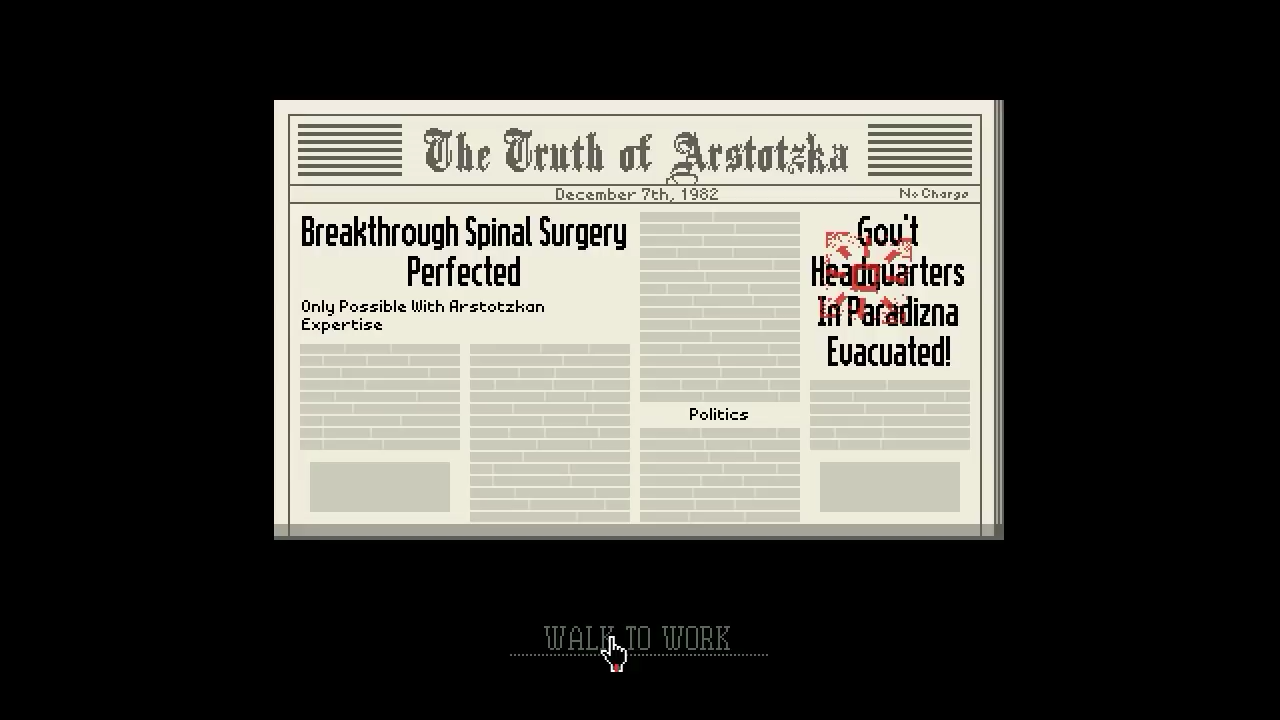 The Truth of Arstotzka
December 7th, 1982
No Charge
Breakthrough Spinal Surgery
Perfected
Only Possible With Arstotzkan
Expertise
Politics
Gov't
Headquarters
In Paradizna
Evacuated!
WALK TO WORK